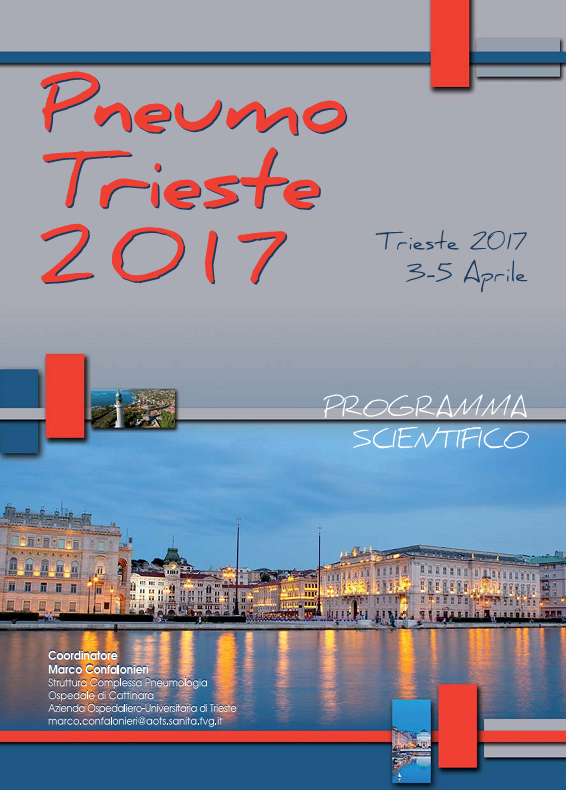 Pneumo
Trieste
2017
Trieste 2017
3-5 Aprile
PROGRAMMA
SCIENTIFICO
Coordinatore
Marco Confalonieri
Struttura Complessa Pneumologia
Ospedale di Cattinara
Azienda Ospedaliero-Universitaria di Trieste
marco.confalonieri@aots.sanita.fvg.it